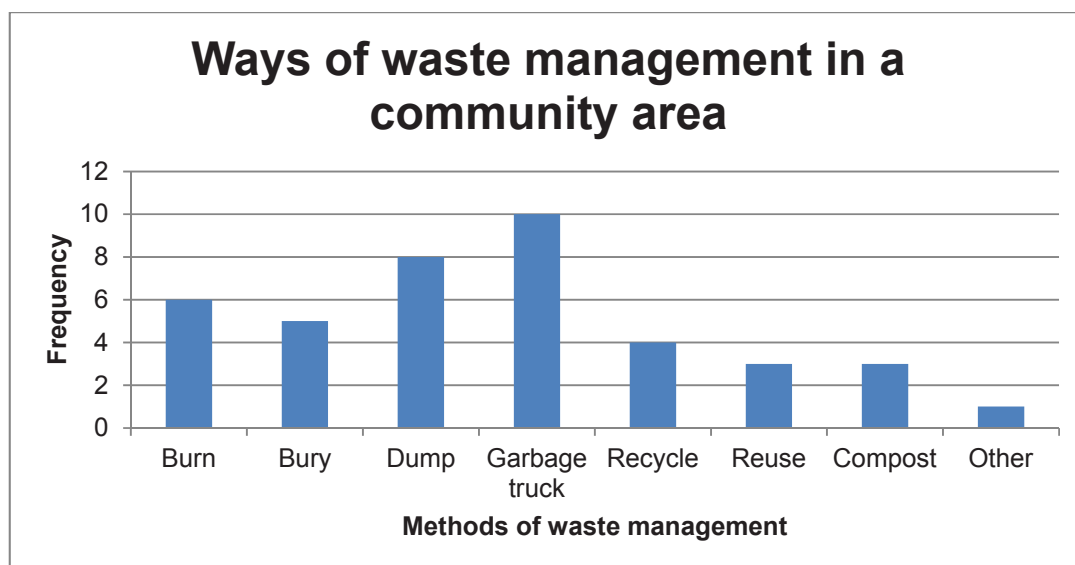 Ways of waste management in a
community area
12
10
8
6
4
2
0
Frequency
Burn Bury Dump Garbage truck Recycle Reuse Compost Other
Methods of waste management